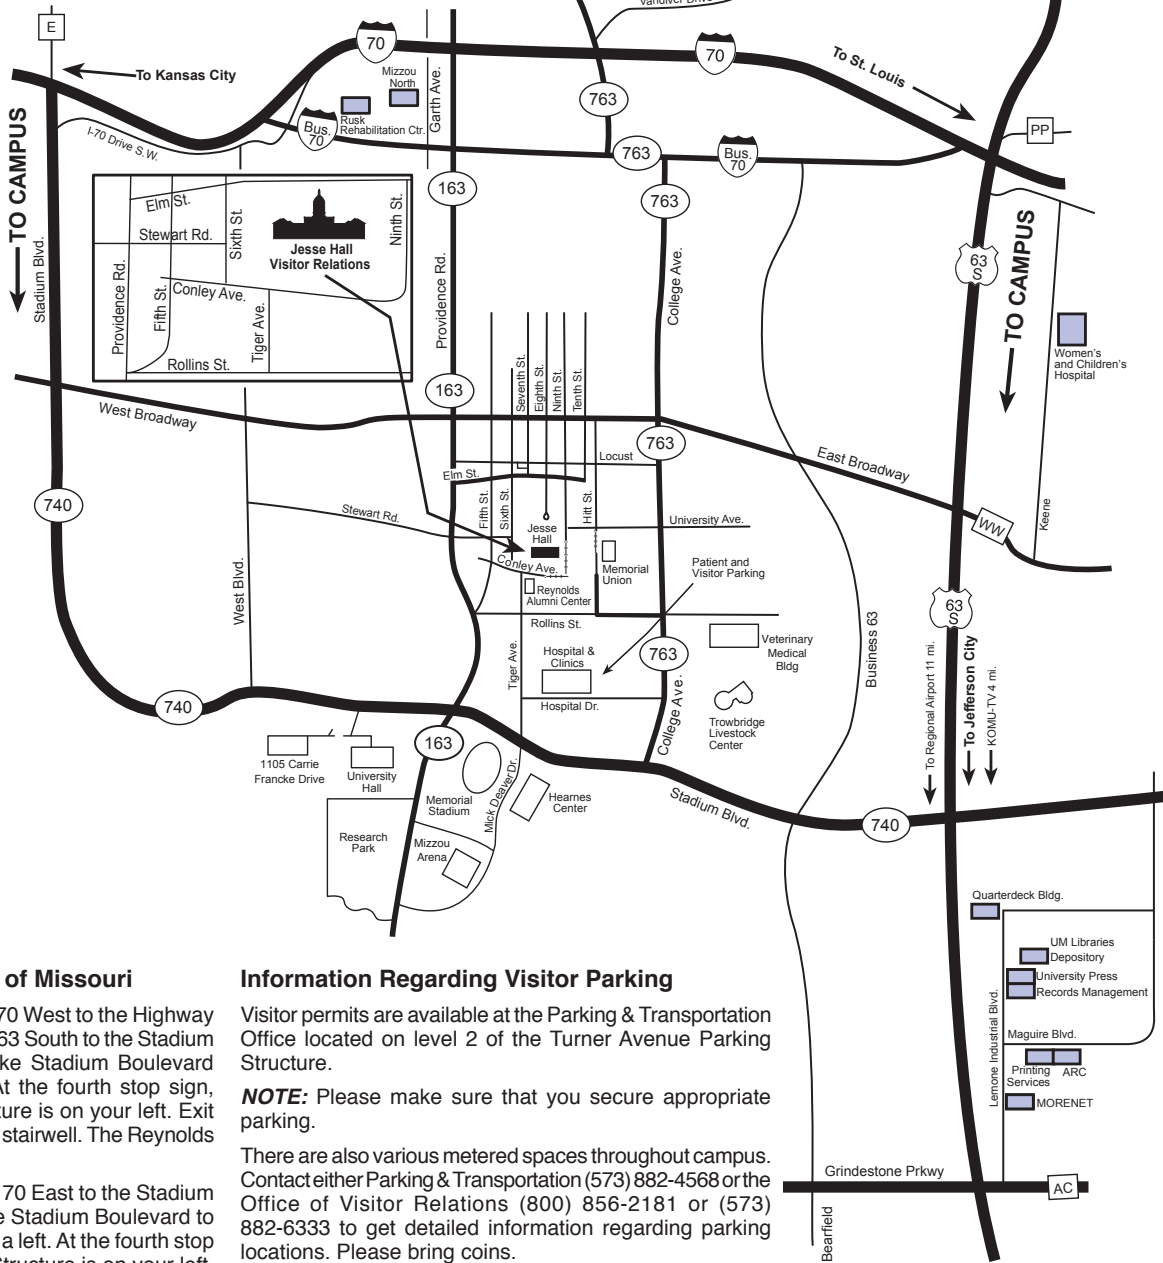 Vandiver Drive
E
70
70
To Kansas City
To St. Louis
Mizzou
North
Garth Ave.
763
Rusk
Rehabilitation Ctr.
I-70 Drive S.W.
Bus.
70
763
Bus.
70
PP
TO CAMPUS
Stadium Blvd.
163
763
Elm St.
Stewart Rd.
Sixth St.
Ninth St.
Jesse Hall
Visitor Relations
Providence Rd.
Fifth St.
Conley Ave.
Tiger Ave.
Rollins St.
Providence Rd.
College Ave.
63
S
TO CAMPUS
Women's
and Children's
Hospital
163
Seventh St.
Eighth St.
Ninth St.
Tenth St.
West Broadway
763
Locust
Elm St.
East Broadway
740
Stewart Rd.
Fifth St.
Sixth St.
Hitt St.
University Ave.
WW
Keene
Jesse
Hall
Conley Ave.
Memorial
Union
Patient and
Visitor Parking
West Blvd.
Reynolds
Alumni Center
Rollins St.
63
S
Tiger Ave.
Hospital &
Clinics
763
Veterinary
Medical
Bldg
Business 63
Hospital Dr.
College Ave.
Trowbridge
Livestock
Center
To Regional Airport 11 mi.
To Jefferson City
KOMU-TV 4 mi.
740
163
1105 Carrie
Francke Drive
University
Hall
Memorial
Stadium
Mick Deaver Dr.
Hearnes
Center
Stadium Blvd.
740
Research
Park
Mizzou
Arena
Quarterdeck Bldg.
UM Libraries
Depository
University Press
Records Management
Lemone Industrial Blvd.
Maguire Blvd.
Printing
Services
ARC
MORENET
Grindestone Prkwy
AC
Bearfield
of Missouri
70 West to the Highway
63 South to the Stadium
ke Stadium Boulevard
At the fourth stop sign,
ture is on your left. Exit
stairwell. The Reynolds
70 East to the Stadium
e Stadium Boulevard to
a left. At the fourth stop
Structure is on your left.
Information Regarding Visitor Parking
Visitor permits are available at the Parking & Transportation
Office located on level 2 of the Turner Avenue Parking
Structure.
NOTE: Please make sure that you secure appropriate
parking.
There are also various metered spaces throughout campus.
Contact either Parking & Transportation (573) 882-4568 or the
Office of Visitor Relations (800) 856-2181 or (573)
882-6333 to get detailed information regarding parking
locations. Please bring coins.